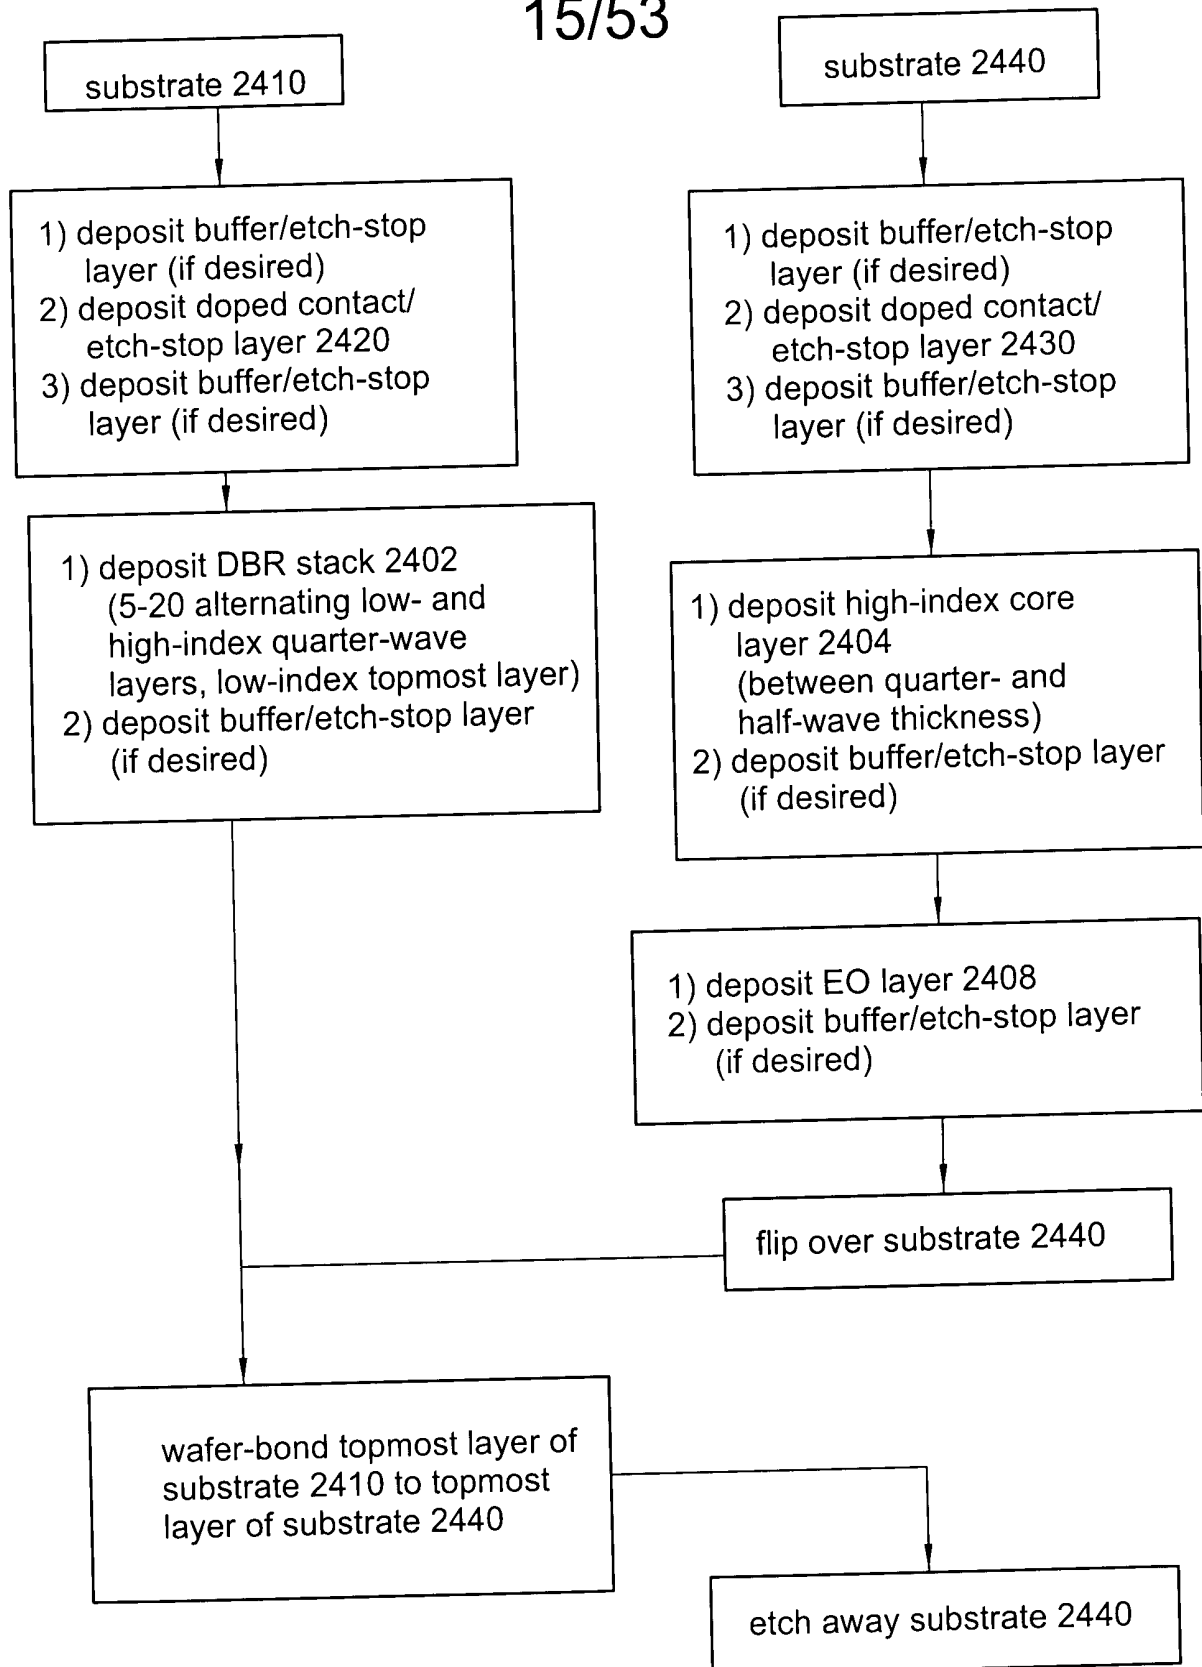 15/53
substrate 2410
1) deposit buffer/etch-stop
layer (if desired)
2) deposit doped contact/
etch-stop layer 2420
3) deposit buffer/etch-stop
layer (if desired)
1) deposit DBR stack 2402
(5-20 alternating low- and
high-index quarter-wave
layers, low-index topmost layer)
2) deposit buffer/etch-stop layer
(if desired)
substrate 2440
1) deposit buffer/etch-stop
layer (if desired)
2) deposit doped contact/
etch-stop layer 2430
3) deposit buffer/etch-stop
layer (if desired)
1) deposit high-index core
layer 2404
(between quarter- and
half-wave thickness)
2) deposit buffer/etch-stop layer
(if desired)
1) deposit EO layer 2408
2) deposit buffer/etch-stop layer
(if desired)
flip over substrate 2440
wafer-bond topmost layer of
substrate 2410 to topmost
layer of substrate 2440
etch away substrate 2440